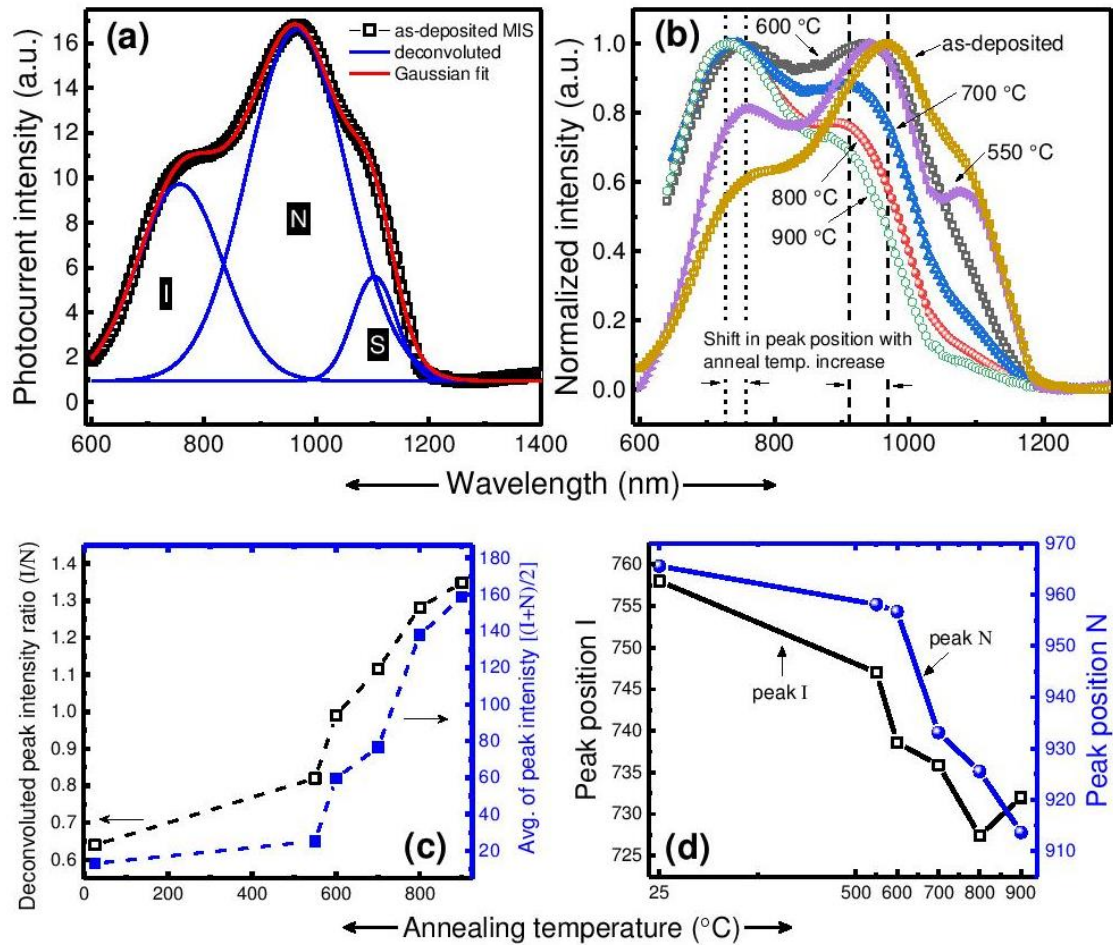 (a)
as-deposited MIS
deconvoluted
Gaussian fit
I
N
S
Photocurrent intensity (a.u.)
16
14
12
10
8
6
4
2
0
600 800 1000 1200 1400
(b)
600 °C
as-deposited
700 °C
550 °C
800 °C
900 °C
Shift in peak position with
anneal temp. increase
Normalized intensity (a.u.)
1.0
0.8
0.6
0.4
0.2
0.0
600 800 1000 1200
Wavelength (nm)
0 200 400 600 800
Deconvoluted peak intensity ratio (I/N)
1.4
1.3
1.2
1.1
1.0
0.9
0.8
0.7
0.6
180
160
140
120
100
80
60
40
20
Avg. of peak intenisty [(I+N)/2]
(c)
0 200 400 600 800
(d)
peak N
peak I
Peak position I
760
755
750
745
740
735
730
725
970
960
950
940
930
920
910
Peak position N
25 500 600 700 800 900
Annealing temperature (°C)